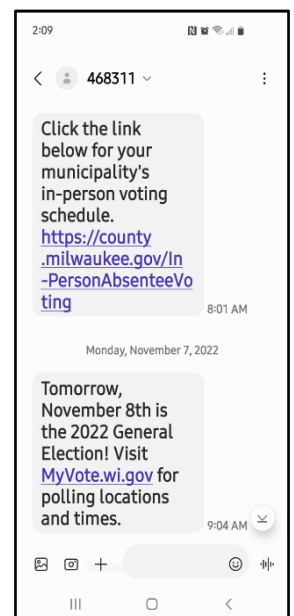 2:09
468311
Click the link
below for your
municipality's
in-person voting
schedule.
https://county
.milwaukee.gov/In
-PersonAbsenteeVo
ting
8:01 AM
Monday, November 7, 2022
Tomorrow,
November 8th is
the 2022 General
Election! Visit
MyVote.wi.gov for
polling locations
and times.
9:04 AM